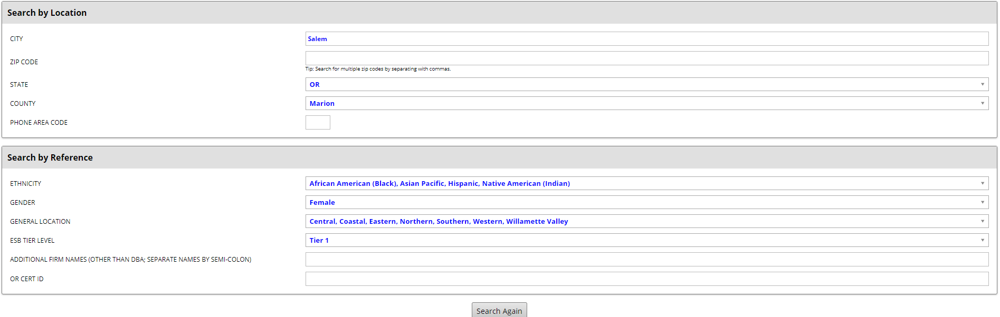 Search by Location
CITY
Salem
ZIP CODE
Tip: Search for multiple zip codes by separating with commas.
STATE
OR
COUNTY
Marion
PHONE AREA CODE
Search by Reference
ETHNICITY
African American (Black), Asian Pacific, Hispanic, Native American (Indian)
GENDER
Female
GENERAL LOCATION
Central, Coastal, Eastern, Northern, Southern, Western, Willamette Valley
ESB TIER LEVEL
Tier 1
ADDITIONAL FIRM NAMES (OTHER THAN DBA; SEPARATE NAMES BY SEMI-COLON)
OR CERT ID
Search Again